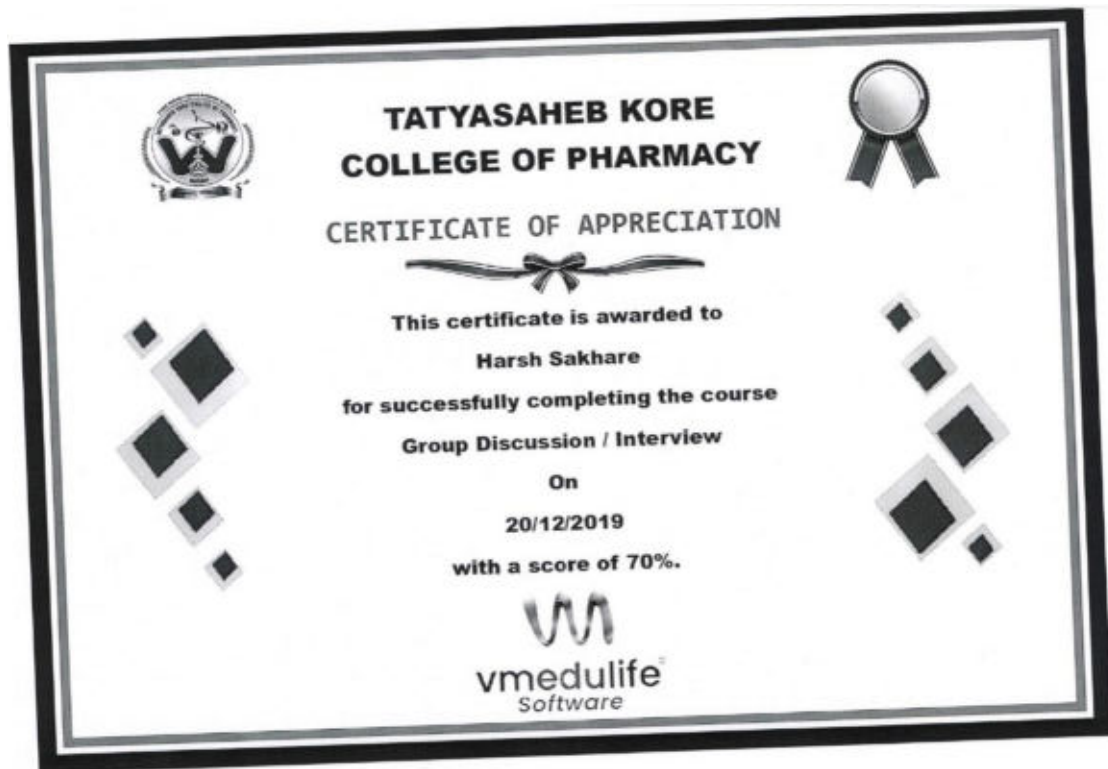 TATYASAHEB KORE
COLLEGE OF PHARMACY
CERTIFICATE OF APPRECIATION
This certificate is awarded to
Harsh Sakhare
for successfully completing the course
Group Discussion / Interview
On
20/12/2019
with a score of 70%.
vmedulife
Software